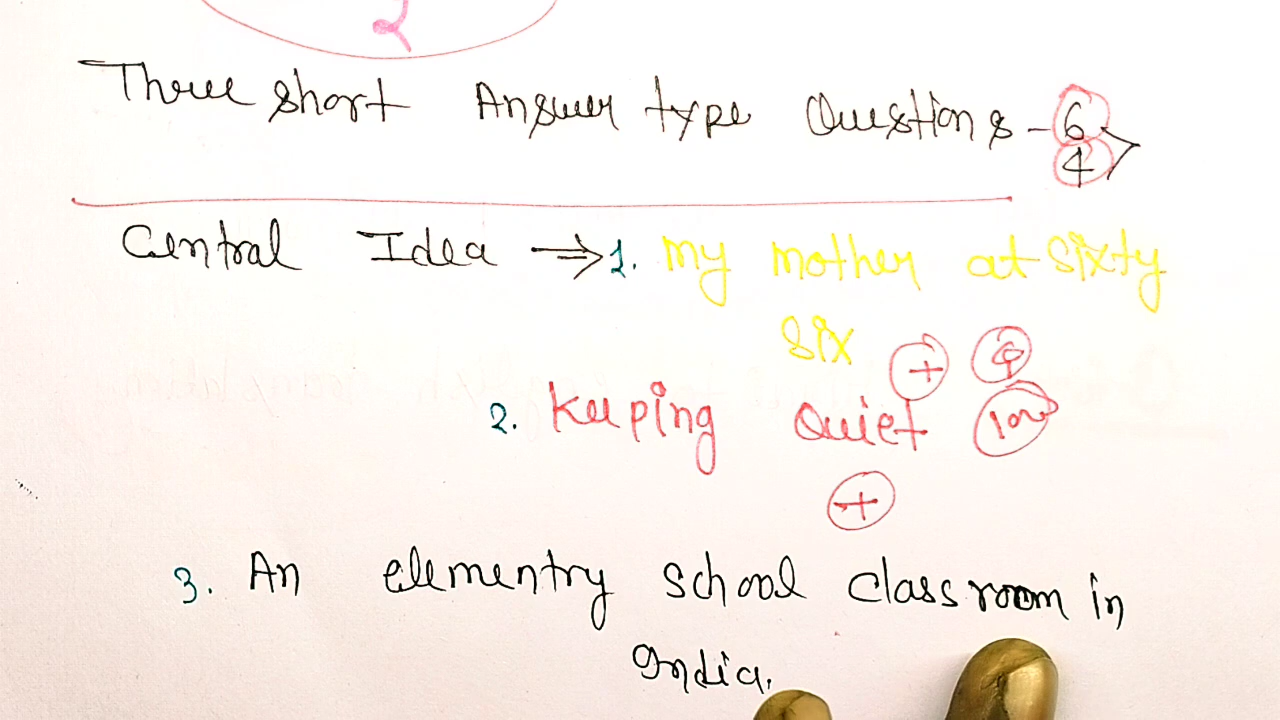 2
Three short Answer type Questions - 6
4
Central Idea ⇒ 1. My mother at sixty
six
+
2. Keeping Quiet
+
3. An elementry school classroom in
India.